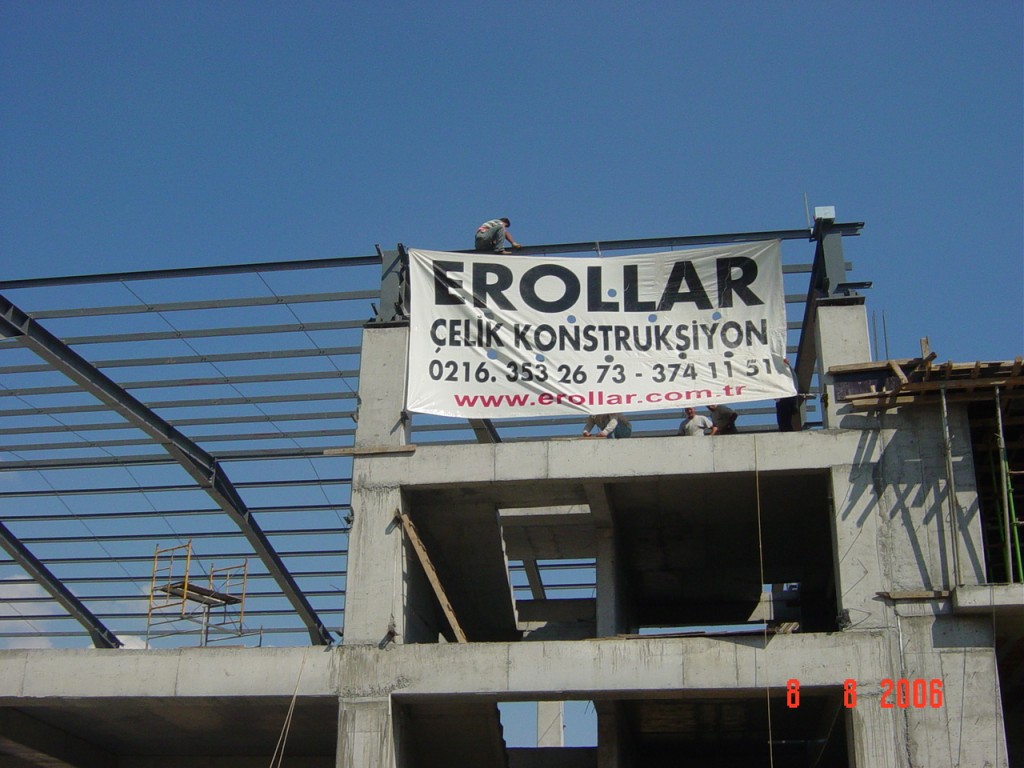 EROLLAR
ÇELİK KONSTRUKSİYON
0216. 353 26 73 - 374 11 51
www.erollar.com.tr
8 8 2006